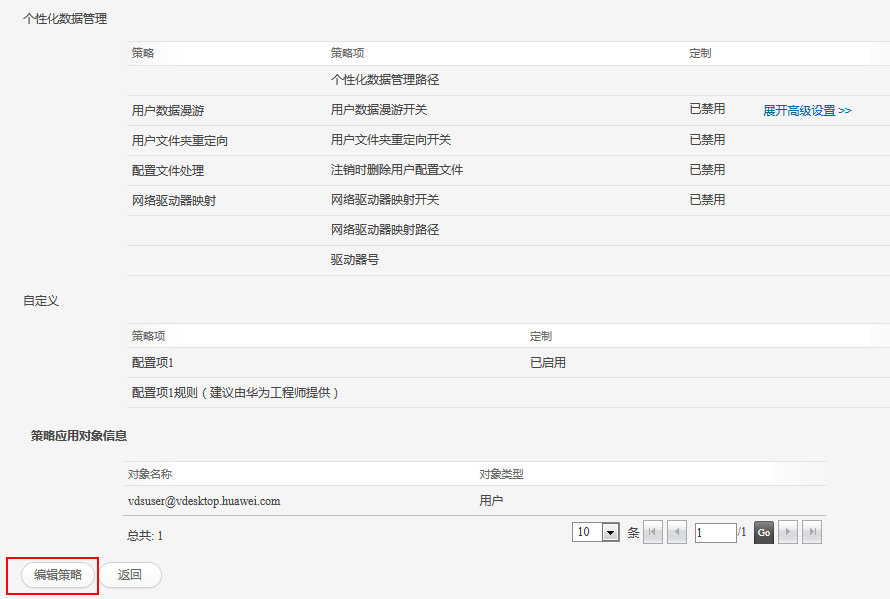 个性化数据管理
策略 策略项 定制
个性化数据管理路径
用户数据漫游 用户数据漫游开关 已禁用 展开高级设置 >>
用户文件夹重定向 用户文件夹重定向开关 已禁用
配置文件处理 注销时删除用户配置文件 已禁用
网络驱动器映射 网络驱动器映射开关 已禁用
网络驱动器映射路径
驱动器号
自定义
策略项 定制
配置项1 已启用
配置项1规则（建议由华为工程师提供）
策略应用对象信息
对象名称 对象类型
vdsuser@vdesktop.huawei.com 用户
总共: 1 10 条 1 /1 Go
编辑策略 返回